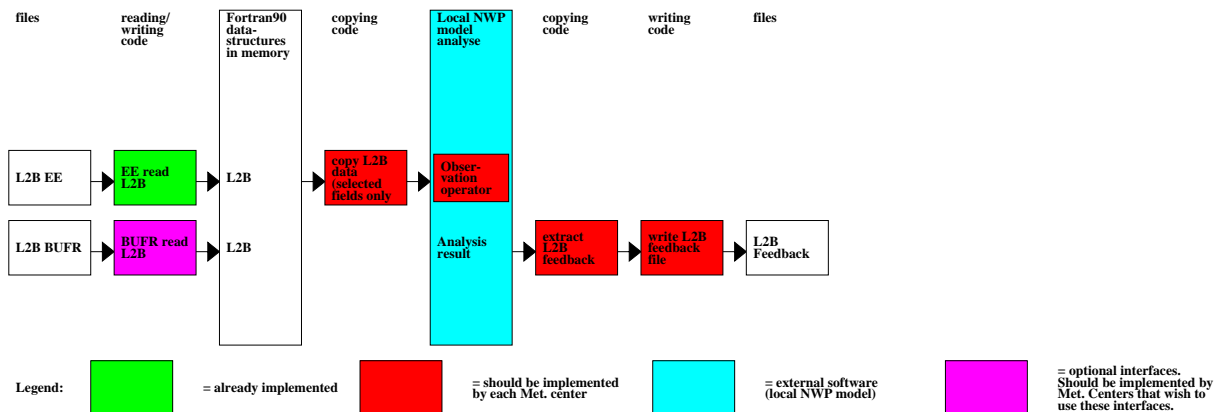 files
reading/
writing
code
Fortran90
data-
structures
in memory
copying
code
Local NWP
model
analyse
copying
code
writing
code
files
L2B EE
EE read
L2B
L2B
copy L2B
data
(selected
fields only
Obser-
vation
operator
L2B BUFR
BUFR read
L2B
L2B
Analysis
result
extract
L2B
feedback
write L2B
feedback
file
L2B
Feedback
Legend:
= already implemented
= should be implemented
by each Met. center
= external software
(local NWP model)
= optional interfaces.
Should be implemented by
Met. Centers that wish to
use these interfaces.